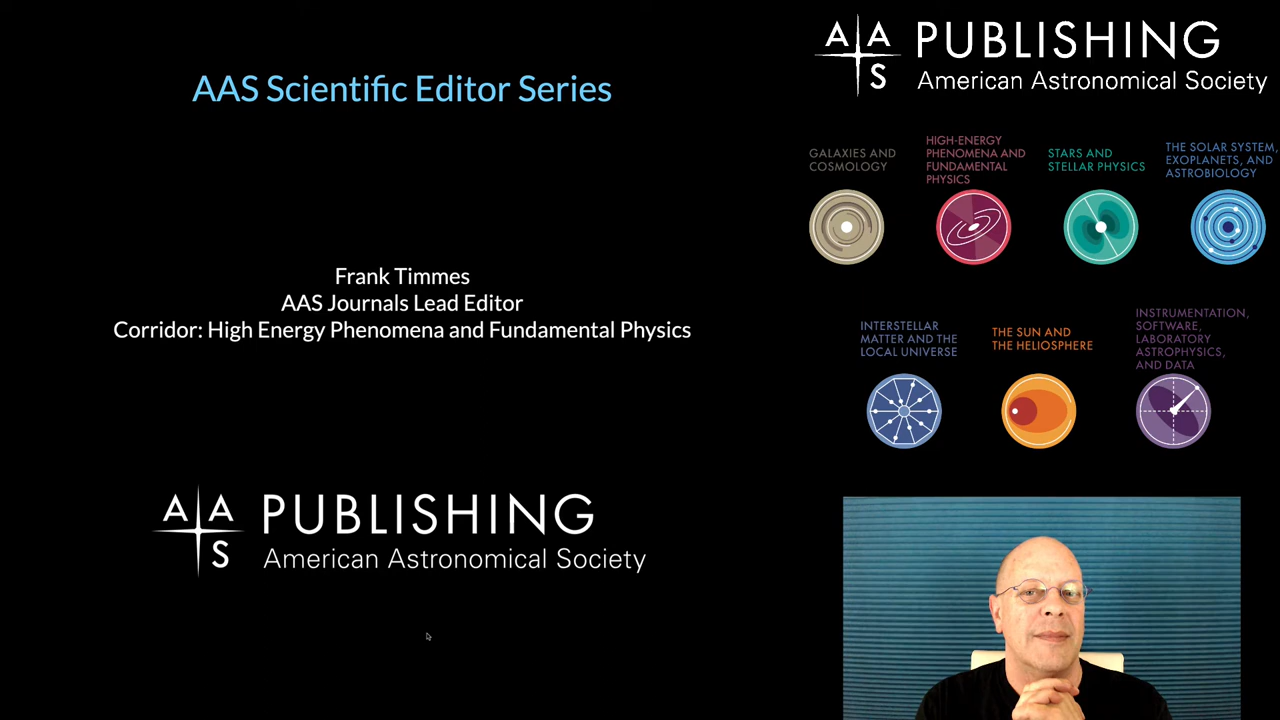 AAS Scientific Editor Series
Frank Timmes
AAS Journals Lead Editor
Corridor: High Energy Phenomena and Fundamental Physics
A A S PUBLISHING
American Astronomical Society
A A S PUBLISHING
American Astronomical Society
GALAXIES AND
COSMOLOGY
HIGH-ENERGY
PHENOMENA AND
FUNDAMENTAL
PHYSICS
STARS AND
STELLAR PHYSICS
THE SOLAR SYSTEM,
EXOPLANETS, AND
ASTROBIOLOGY
INTERSTELLAR
MATTER AND THE
LOCAL UNIVERSE
THE SUN AND
THE HELIOSPHERE
INSTRUMENTATION,
SOFTWARE,
LABORATORY
ASTROPHYSICS,
AND DATA